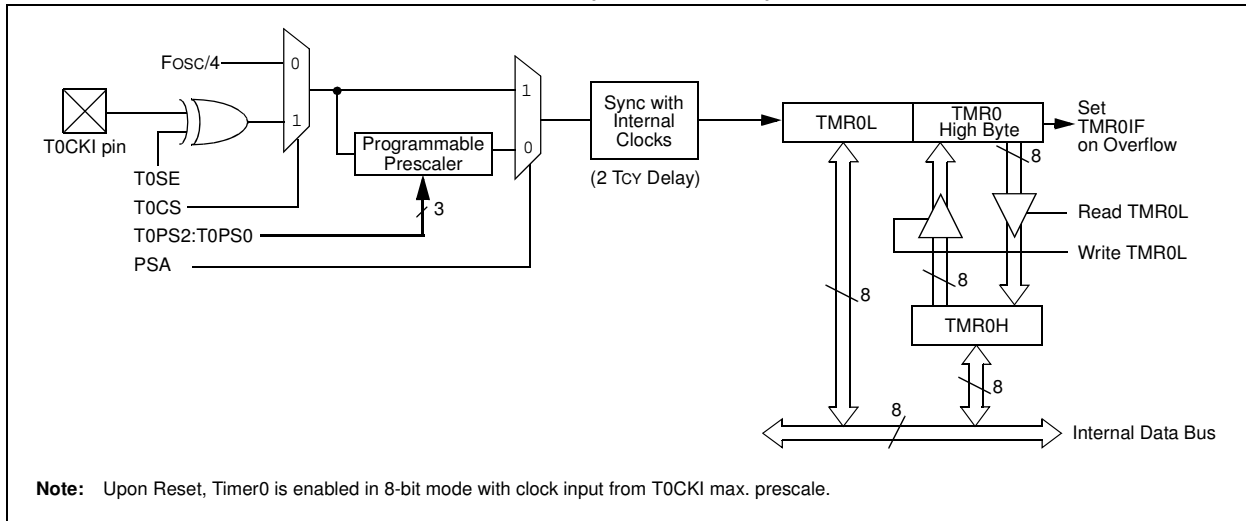 FOSC/4
0
1
T0CKI pin
T0SE
T0CS
T0PS2:T0PS0
PSA
Programmable
Prescaler
3
1
0
Sync with
Internal
Clocks
(2 TCY Delay)
TMR0L
TMR0
High Byte
Set
TMR0IF
on Overflow
8
Read TMR0L
Write TMR0L
8
8
TMR0H
8
8
Internal Data Bus
Note: Upon Reset, Timer0 is enabled in 8-bit mode with clock input from T0CKI max. prescale.